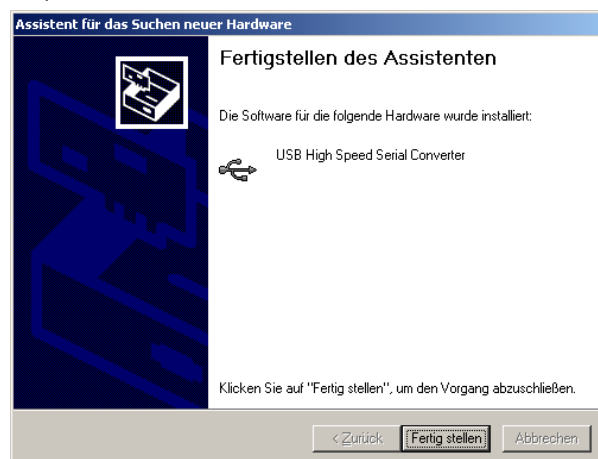 Assistent für das Suchen neuer Hardware
Fertigstellen des Assistenten
Die Software für die folgende Hardware wurde installiert:
USB High Speed Serial Converter
Klicken Sie auf "Fertig stellen", um den Vorgang abzuschließen.
< Zurück Fertig stellen Abbrechen